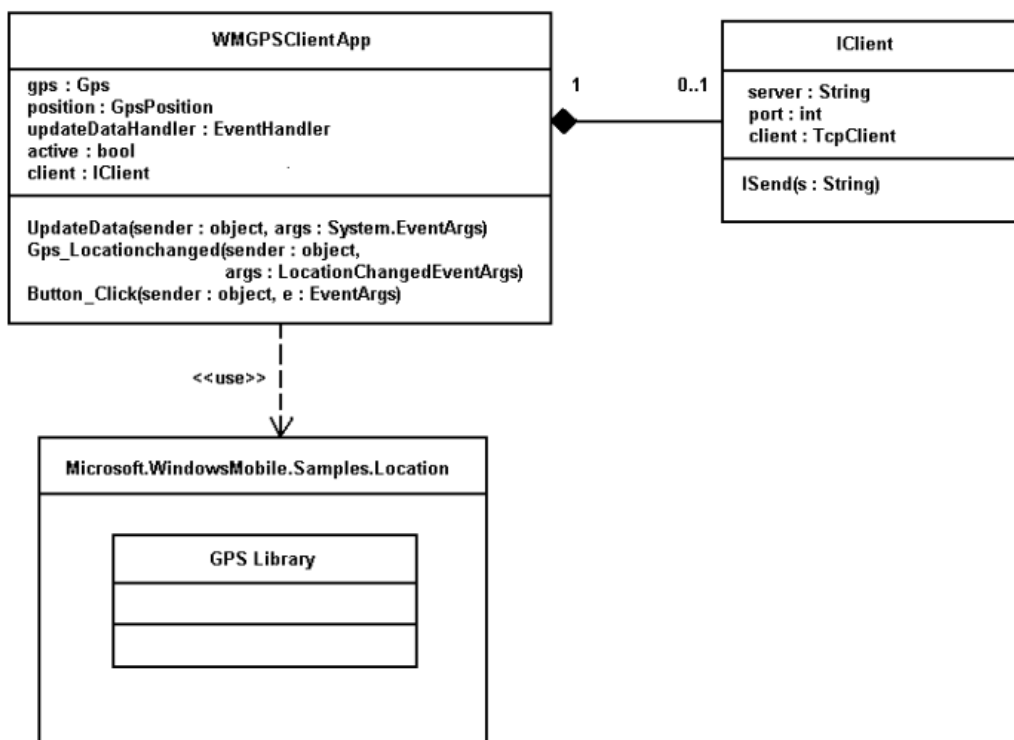 WMGPSClientApp
gps : Gps
position : GpsPosition
updateDataHandler : EventHandler
active : bool
client : IClient
UpdateData(sender : object, args : System.EventArgs)
Gps_Locationchanged(sender : object,
args : LocationChangedEventArgs)
Button_Click(sender : object, e : EventArgs)
1
0..1
IClient
server : String
port : int
client : TcpClient
ISend(s : String)
<<use>>
Microsoft.WindowsMobile.Samples.Location
GPS Library